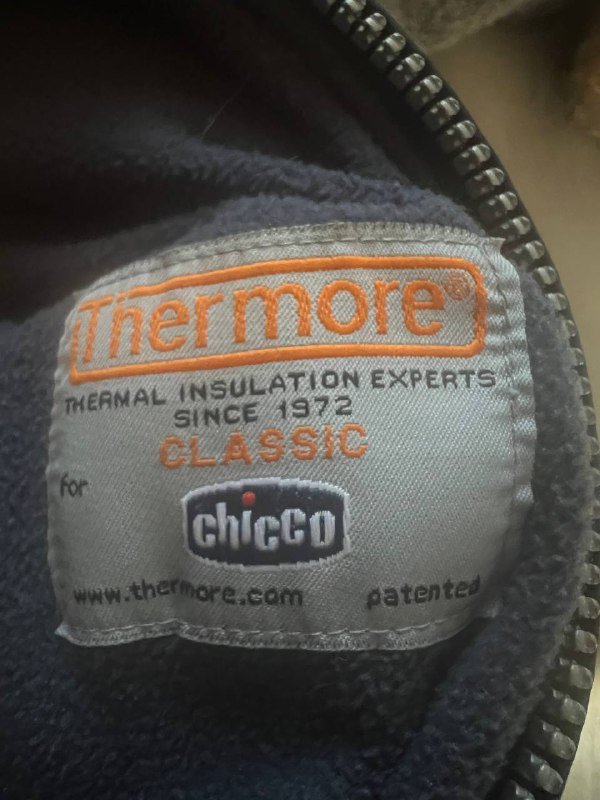 Thermore®
THERMAL INSULATION EXPERTS
SINCE 1972
CLASSIC
for
chicco
www.thermore.com patented